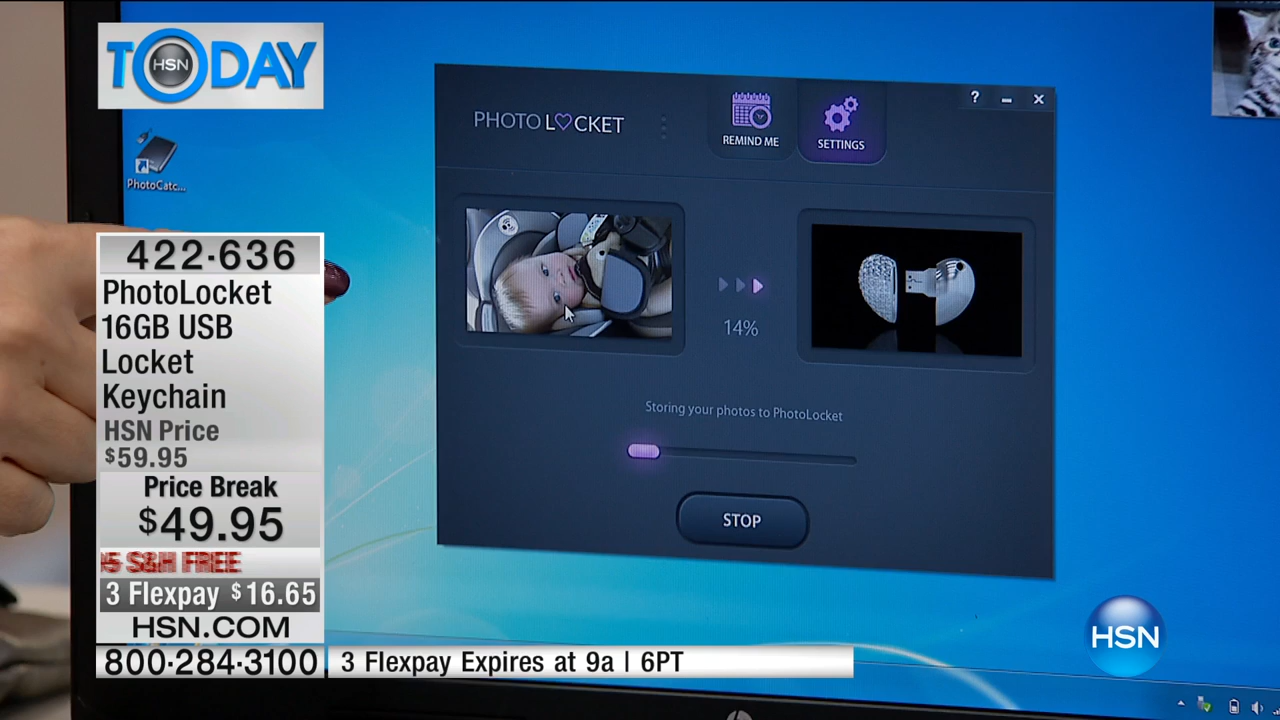 TODAY
HSN
PhotoCatc...
PHOTO LOCKET
REMIND ME
SETTINGS
?
14%
Storing your photos to PhotoLocket
STOP
422-636
PhotoLocket
16GB USB
Locket
Keychain
HSN Price
$59.95
Price Break
$49.95
S&H FREE
3 Flexpay $16.65
HSN.COM
800-284-3100
3 Flexpay Expires at 9a | 6PT
HSN